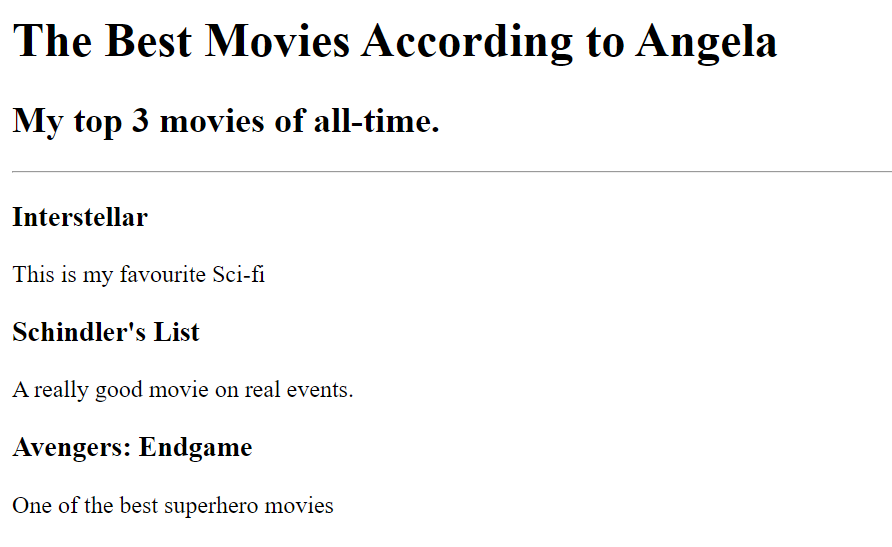 The Best Movies According to Angela
My top 3 movies of all-time.
Interstellar
This is my favourite Sci-fi
Schindler's List
A really good movie on real events.
Avengers: Endgame
One of the best superhero movies